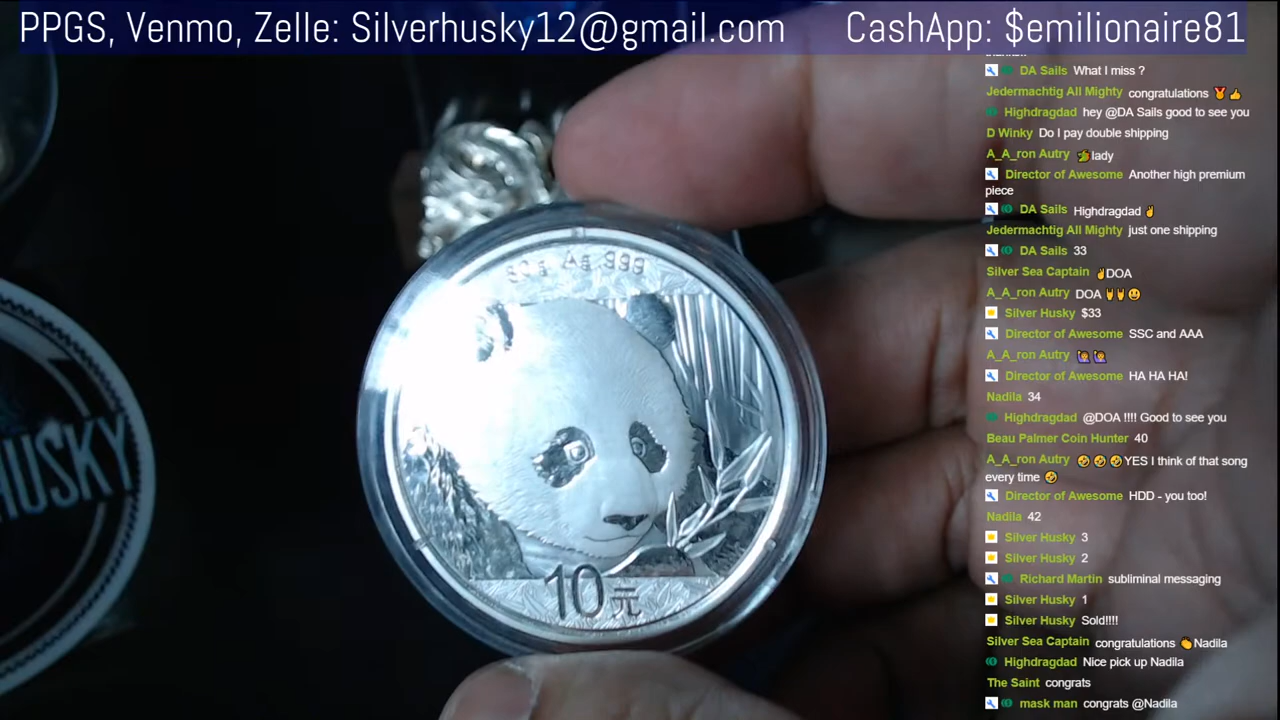 PPGS, Venmo, Zelle: Silverhusky12@gmail.com CashApp: $emilionaire81
DA Sails What I miss ?
Jedermachtig All Mighty congratulations 🏅👍
Highdragdad hey @DA Sails good to see you
D Winky Do I pay double shipping
A_A_ron Autry 🐲lady
Director of Awesome Another high premium
piece
DA Sails Highdragdad ✌
Jedermachtig All Mighty just one shipping
DA Sails 33
Silver Sea Captain ✌DOA
A_A_ron Autry DOA 🤘🤘😃
Silver Husky $33
Director of Awesome SSC and AAA
A_A_ron Autry 🙋🙋
Director of Awesome HA HA HA!
Nadila 34
Highdragdad @DOA !!!! Good to see you
Beau Palmer Coin Hunter 40
A_A_ron Autry 🤣🤣🤣YES I think of that song
every time 🤣
Director of Awesome HDD - you too!
Nadila 42
Silver Husky 3
Silver Husky 2
Richard Martin subliminal messaging
Silver Husky 1
Silver Husky Sold!!!!
Silver Sea Captain congratulations 👏Nadila
Highdragdad Nice pick up Nadila
The Saint congrats
mask man congrats @Nadila
30g Ag 999
10元
HUSKY